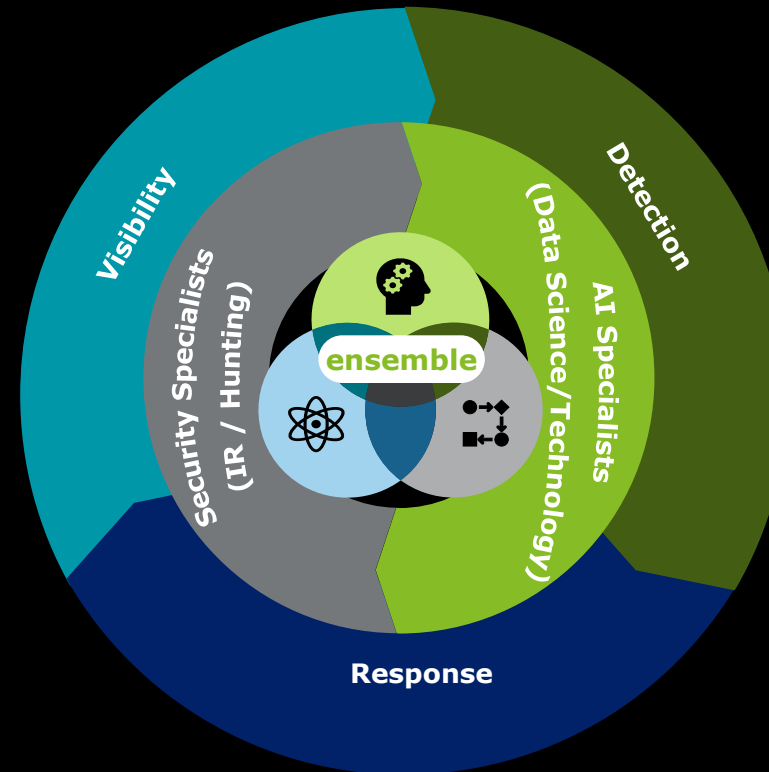 Visibility
Detection
Security Specialists
(IR / Hunting)
AI Specialists
(Data Science/Technology)
ensemble
Response